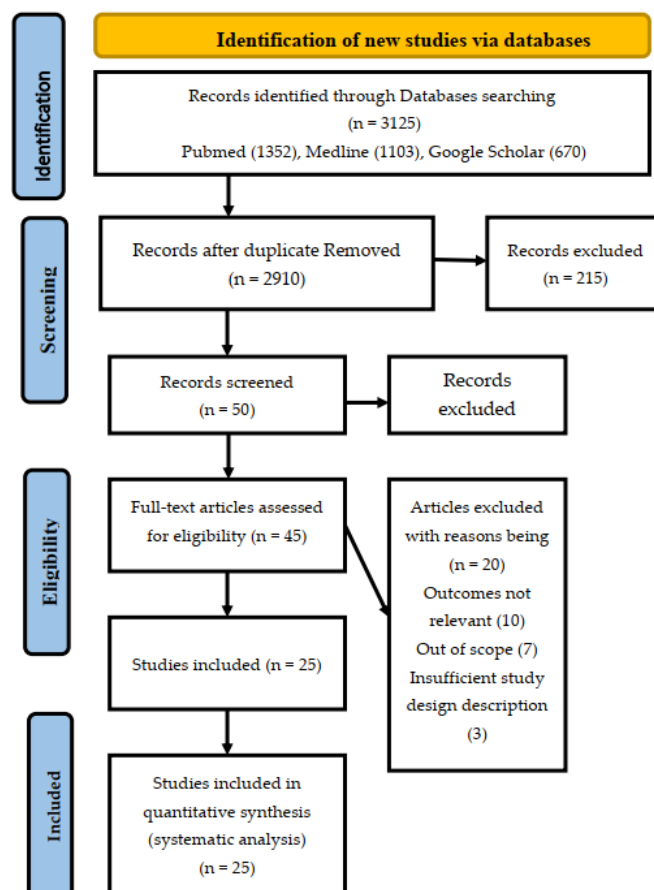 Identification of new studies via databases
Identification
Records identified through Databases searching
(n = 3125)
Pubmed (1352), Medline (1103), Google Scholar (670)
Screening
Records after duplicate Removed
(n = 2910)
Records excluded
(n = 215)
Records screened
(n = 50)
Records
excluded
Eligibility
Full-text articles assessed
for eligibility (n = 45)
Articles excluded
with reasons being
(n = 20)
Outcomes not
relevant (10)
Out of scope (7)
Insufficient study
design description
(3)
Studies included (n = 25)
Included
Studies included in
quantitative synthesis
(systematic analysis)
(n = 25)